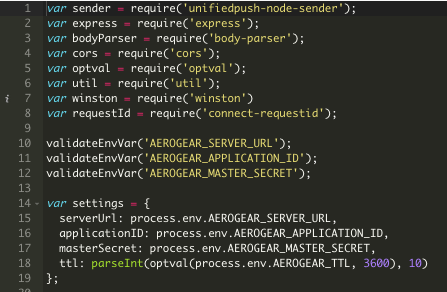 1 var sender = require('unifiedpush-node-sender');
2 var express = require('express');
3 var bodyParser = require('body-parser');
4 var cors = require('cors');
5 var optval = require('optval');
6 var util = require('util');
i 7 var winston = require('winston')
8 var requestId = require('connect-requestid');
9
10 validateEnvVar('AEROGEAR_SERVER_URL');
11 validateEnvVar('AEROGEAR_APPLICATION_ID');
12 validateEnvVar('AEROGEAR_MASTER_SECRET');
13
14 var settings = {
15 serverUrl: process.env.AEROGEAR_SERVER_URL,
16 applicationID: process.env.AEROGEAR_APPLICATION_ID,
17 masterSecret: process.env.AEROGEAR_MASTER_SECRET,
18 ttl: parseInt(optval(process.env.AEROGEAR_TTL, 3600), 10)
19 };